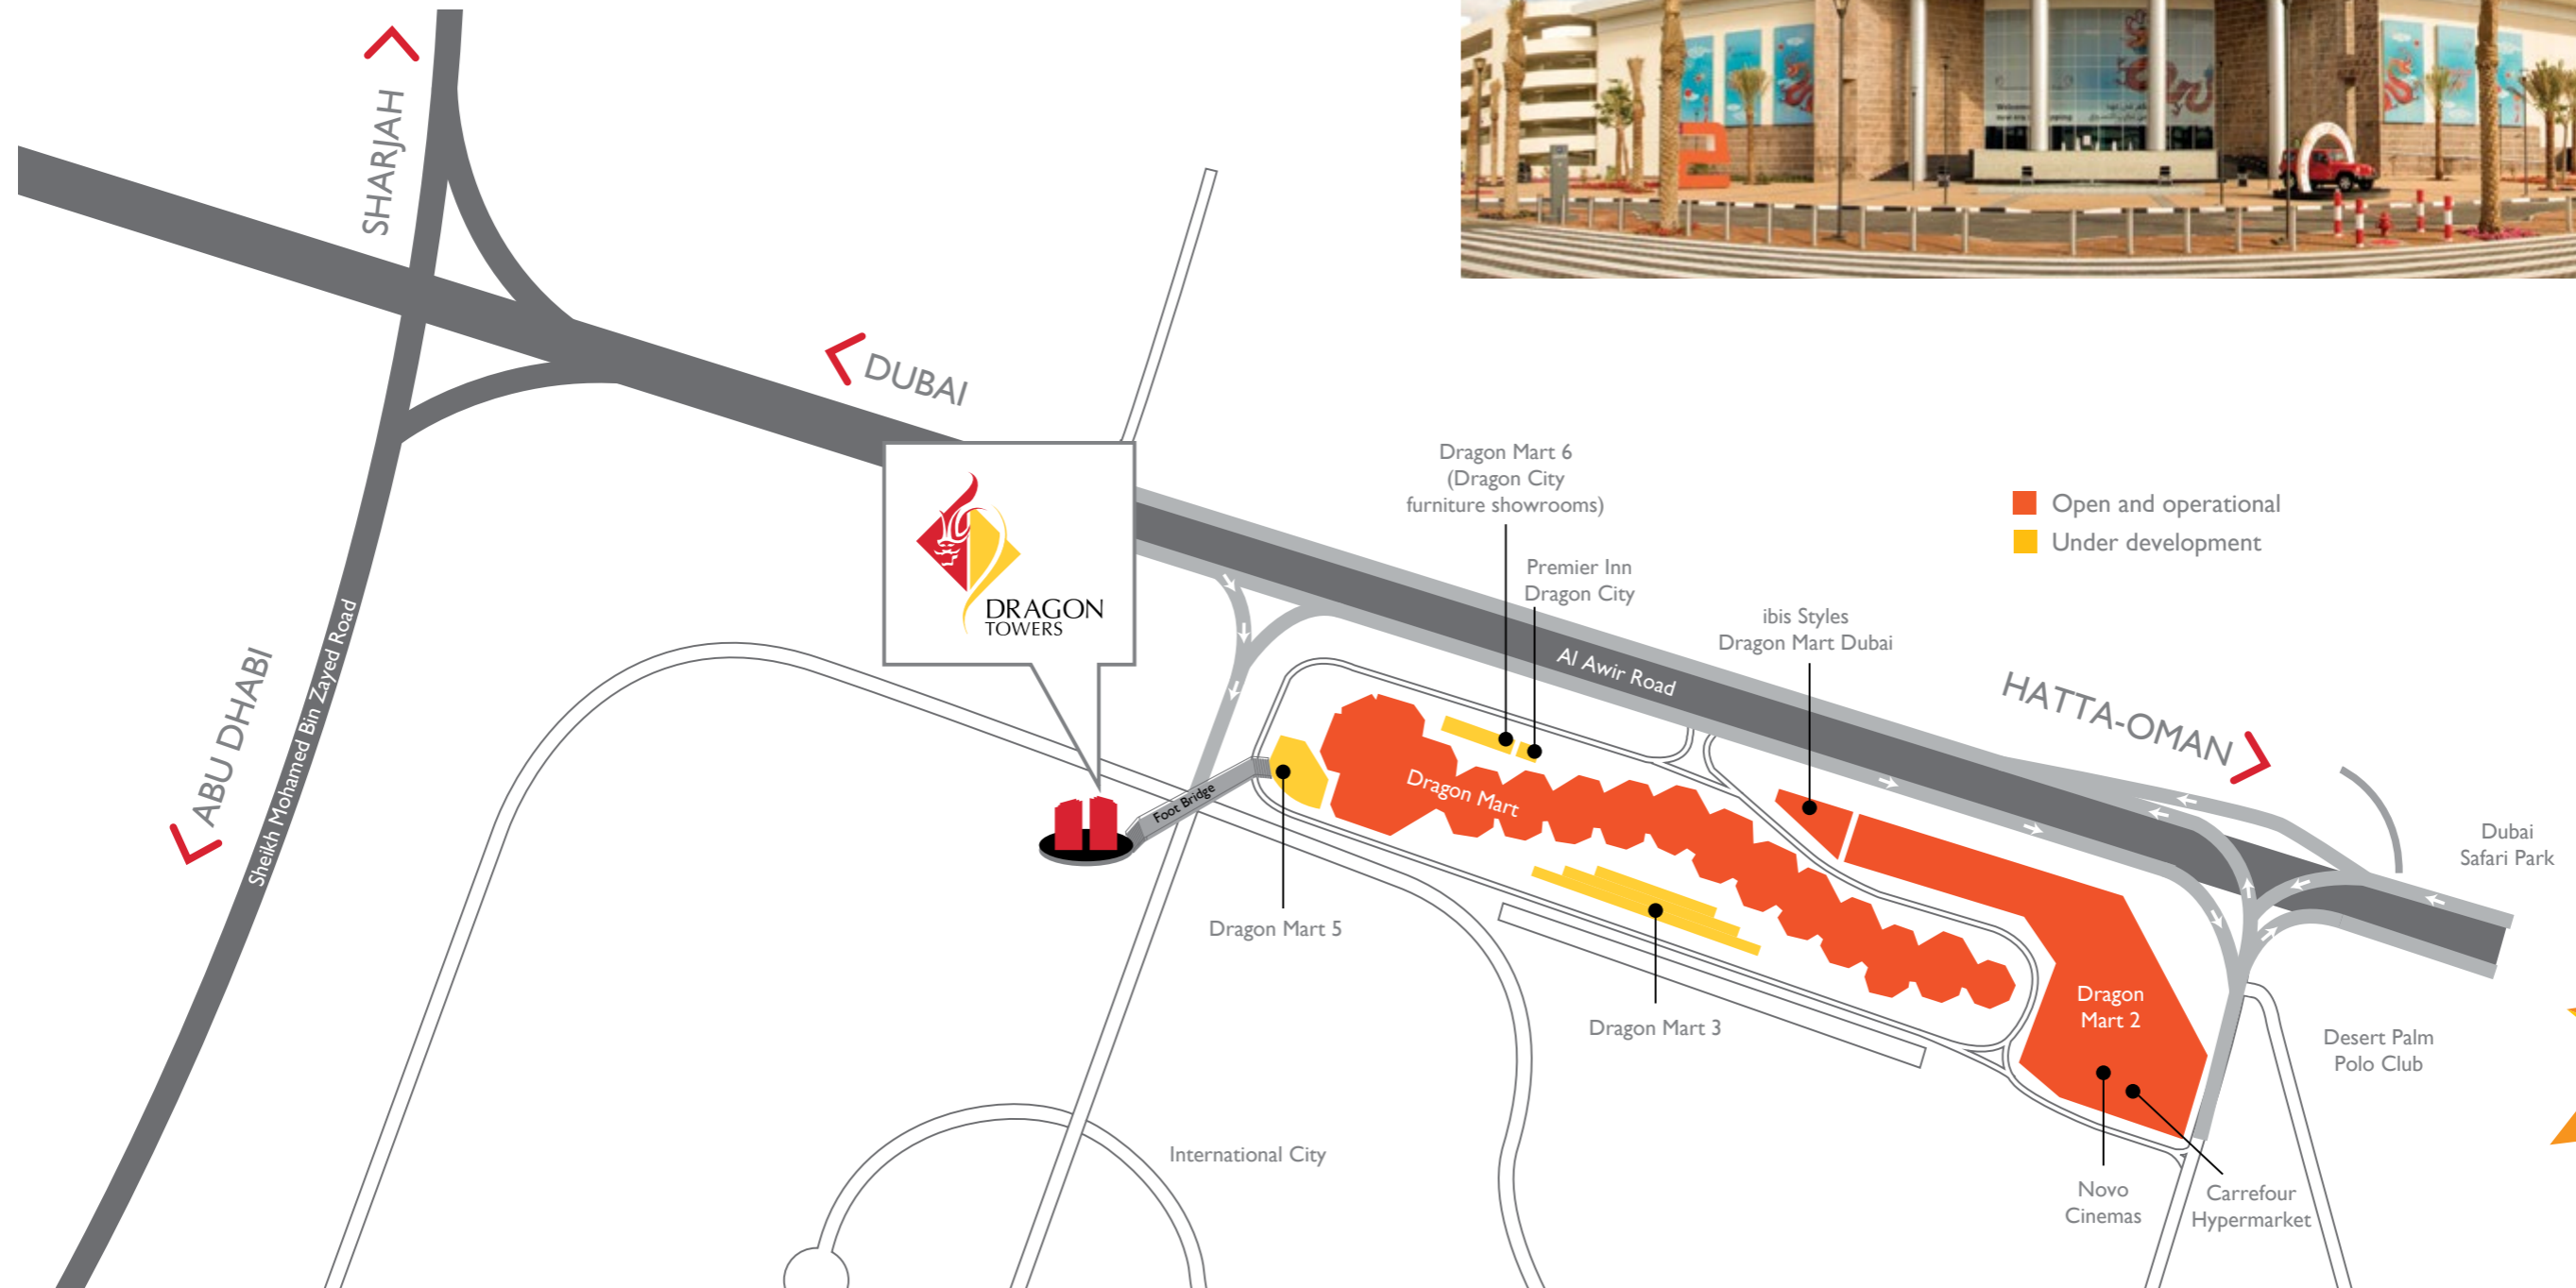 SHARJAH
DUBAI
DRAGON
TOWERS
ABU DHABI
Sheikh Mohamed Bin Zayed Road
Foot Bridge
Dragon Mart 6
(Dragon City
furniture showrooms)
Premier Inn
Dragon City
ibis Styles
Dragon Mart Dubai
Open and operational
Under development
Al Awir Road
HATTA-OMAN
Dubai
Safari Park
Dragon Mart
Dragon Mart 5
Dragon Mart 3
Dragon
Mart 2
Desert Palm
Polo Club
International City
Novo
Cinemas
Carrefour
Hypermarket
2
Welcome